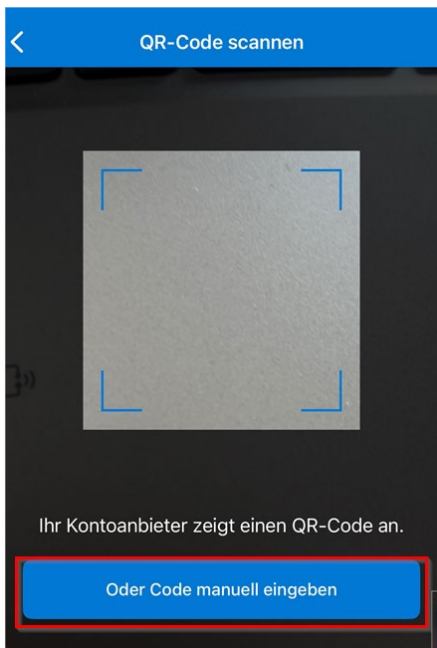 QR-Code scannen
Ihr Kontoanbieter zeigt einen QR-Code an.
Oder Code manuell eingeben